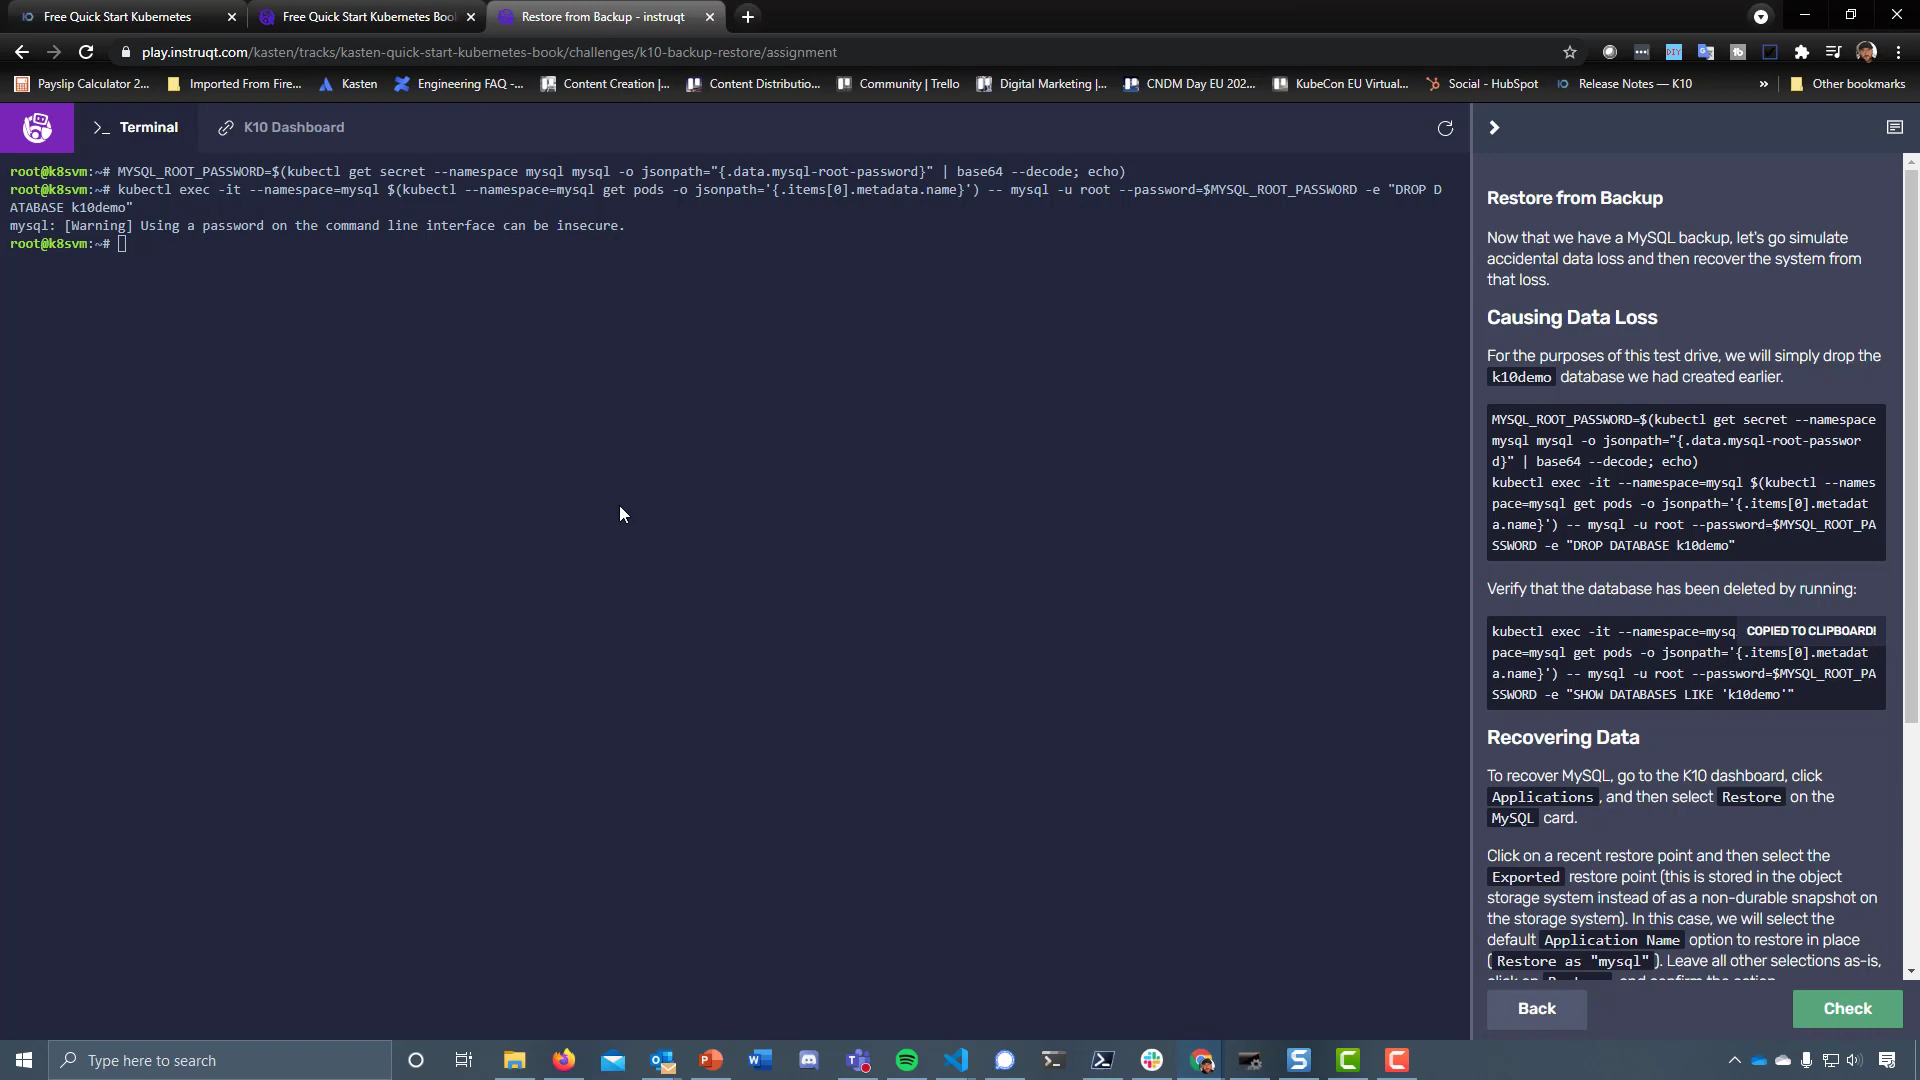 Free Quick Start Kubernetes
Free Quick Start Kubernetes Boo
Restore from Backup - instruqt
play.instruqt.com/kasten/tracks/kasten-quick-start-kubernetes-book/challenges/k10-backup-restore/assignment
Payslip Calculator 2...
Imported From Fire...
Kasten
Engineering FAQ -...
Content Creation |...
Content Distributio...
Community | Trello
Digital Marketing |...
CNDM Day EU 202...
KubeCon EU Virtual...
Social - HubSpot
Release Notes — K10
»
Other bookmarks
>_ Terminal
K10 Dashboard
root@k8svm:~# MYSQL_ROOT_PASSWORD=$(kubectl get secret --namespace mysql mysql -o jsonpath="{.data.mysql-root-password}" | base64 --decode; echo)
root@k8svm:~# kubectl exec -it --namespace=mysql $(kubectl --namespace=mysql get pods -o jsonpath='{.items[0].metadata.name}') -- mysql -u root --password=$MYSQL_ROOT_PASSWORD -e "DROP D
ATABASE k10demo"
mysql: [Warning] Using a password on the command line interface can be insecure.
root@k8svm:~#
Restore from Backup
Now that we have a MySQL backup, let's go simulate
accidental data loss and then recover the system from
that loss.
Causing Data Loss
For the purposes of this test drive, we will simply drop the
k10demo database we had created earlier.
MYSQL_ROOT_PASSWORD=$(kubectl get secret --namespace
mysql mysql -o jsonpath="{.data.mysql-root-passwor
d}" | base64 --decode; echo)
kubectl exec -it --namespace=mysql $(kubectl --names
pace=mysql get pods -o jsonpath='{.items[0].metadat
a.name}') -- mysql -u root --password=$MYSQL_ROOT_PA
SSWORD -e "DROP DATABASE k10demo"
Verify that the database has been deleted by running:
kubectl exec -it --namespace=mysq COPIED TO CLIPBOARD!
pace=mysql get pods -o jsonpath='{.items[0].metadat
a.name}') -- mysql -u root --password=$MYSQL_ROOT_PA
SSWORD -e "SHOW DATABASES LIKE 'k10demo'"
Recovering Data
To recover MySQL, go to the K10 dashboard, click
Applications, and then select Restore on the
MySQL card.
Click on a recent restore point and then select the
Exported restore point (this is stored in the object
storage system instead of as a non-durable snapshot on
the storage system). In this case, we will select the
default Application Name option to restore in place
(Restore as "mysql"). Leave all other selections as-is,
Back
Check
Type here to search